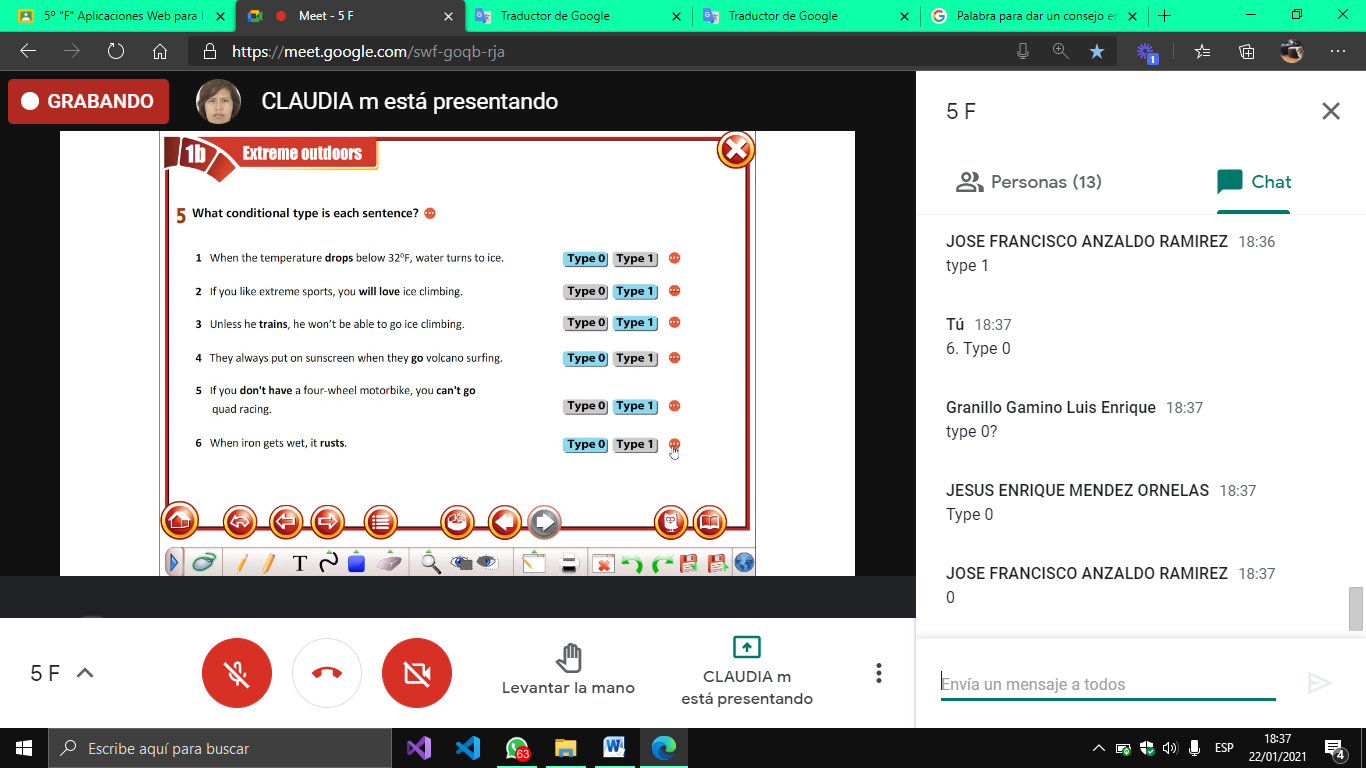 5º "F" Aplicaciones Web para I
Meet - 5 F
Traductor de Google
Traductor de Google
Palabra para dar un consejo en
https://meet.google.com/swf-goqb-rja
1
GRABANDO
CLAUDIA m está presentando
1b
Extreme outdoors
5 What conditional type is each sentence?
1 When the temperature drops below 32ºF, water turns to ice. Type 0 Type 1
2 If you like extreme sports, you will love ice climbing. Type 0 Type 1
3 Unless he trains, he won't be able to go ice climbing. Type 0 Type 1
4 They always put on sunscreen when they go volcano surfing. Type 0 Type 1
5 If you don't have a four-wheel motorbike, you can't go
quad racing. Type 0 Type 1
6 When iron gets wet, it rusts. Type 0 Type 1
T
5 F
Levantar la mano
CLAUDIA m
está presentando
5 F
Personas (13)
Chat
JOSE FRANCISCO ANZALDO RAMIREZ 18:36
type 1
Tú 18:37
6. Type 0
Granillo Gamino Luis Enrique 18:37
type 0?
JESUS ENRIQUE MENDEZ ORNELAS 18:37
Type 0
JOSE FRANCISCO ANZALDO RAMIREZ 18:37
0
Envía un mensaje a todos
Escribe aquí para buscar
63
ESP
18:37
22/01/2021
4